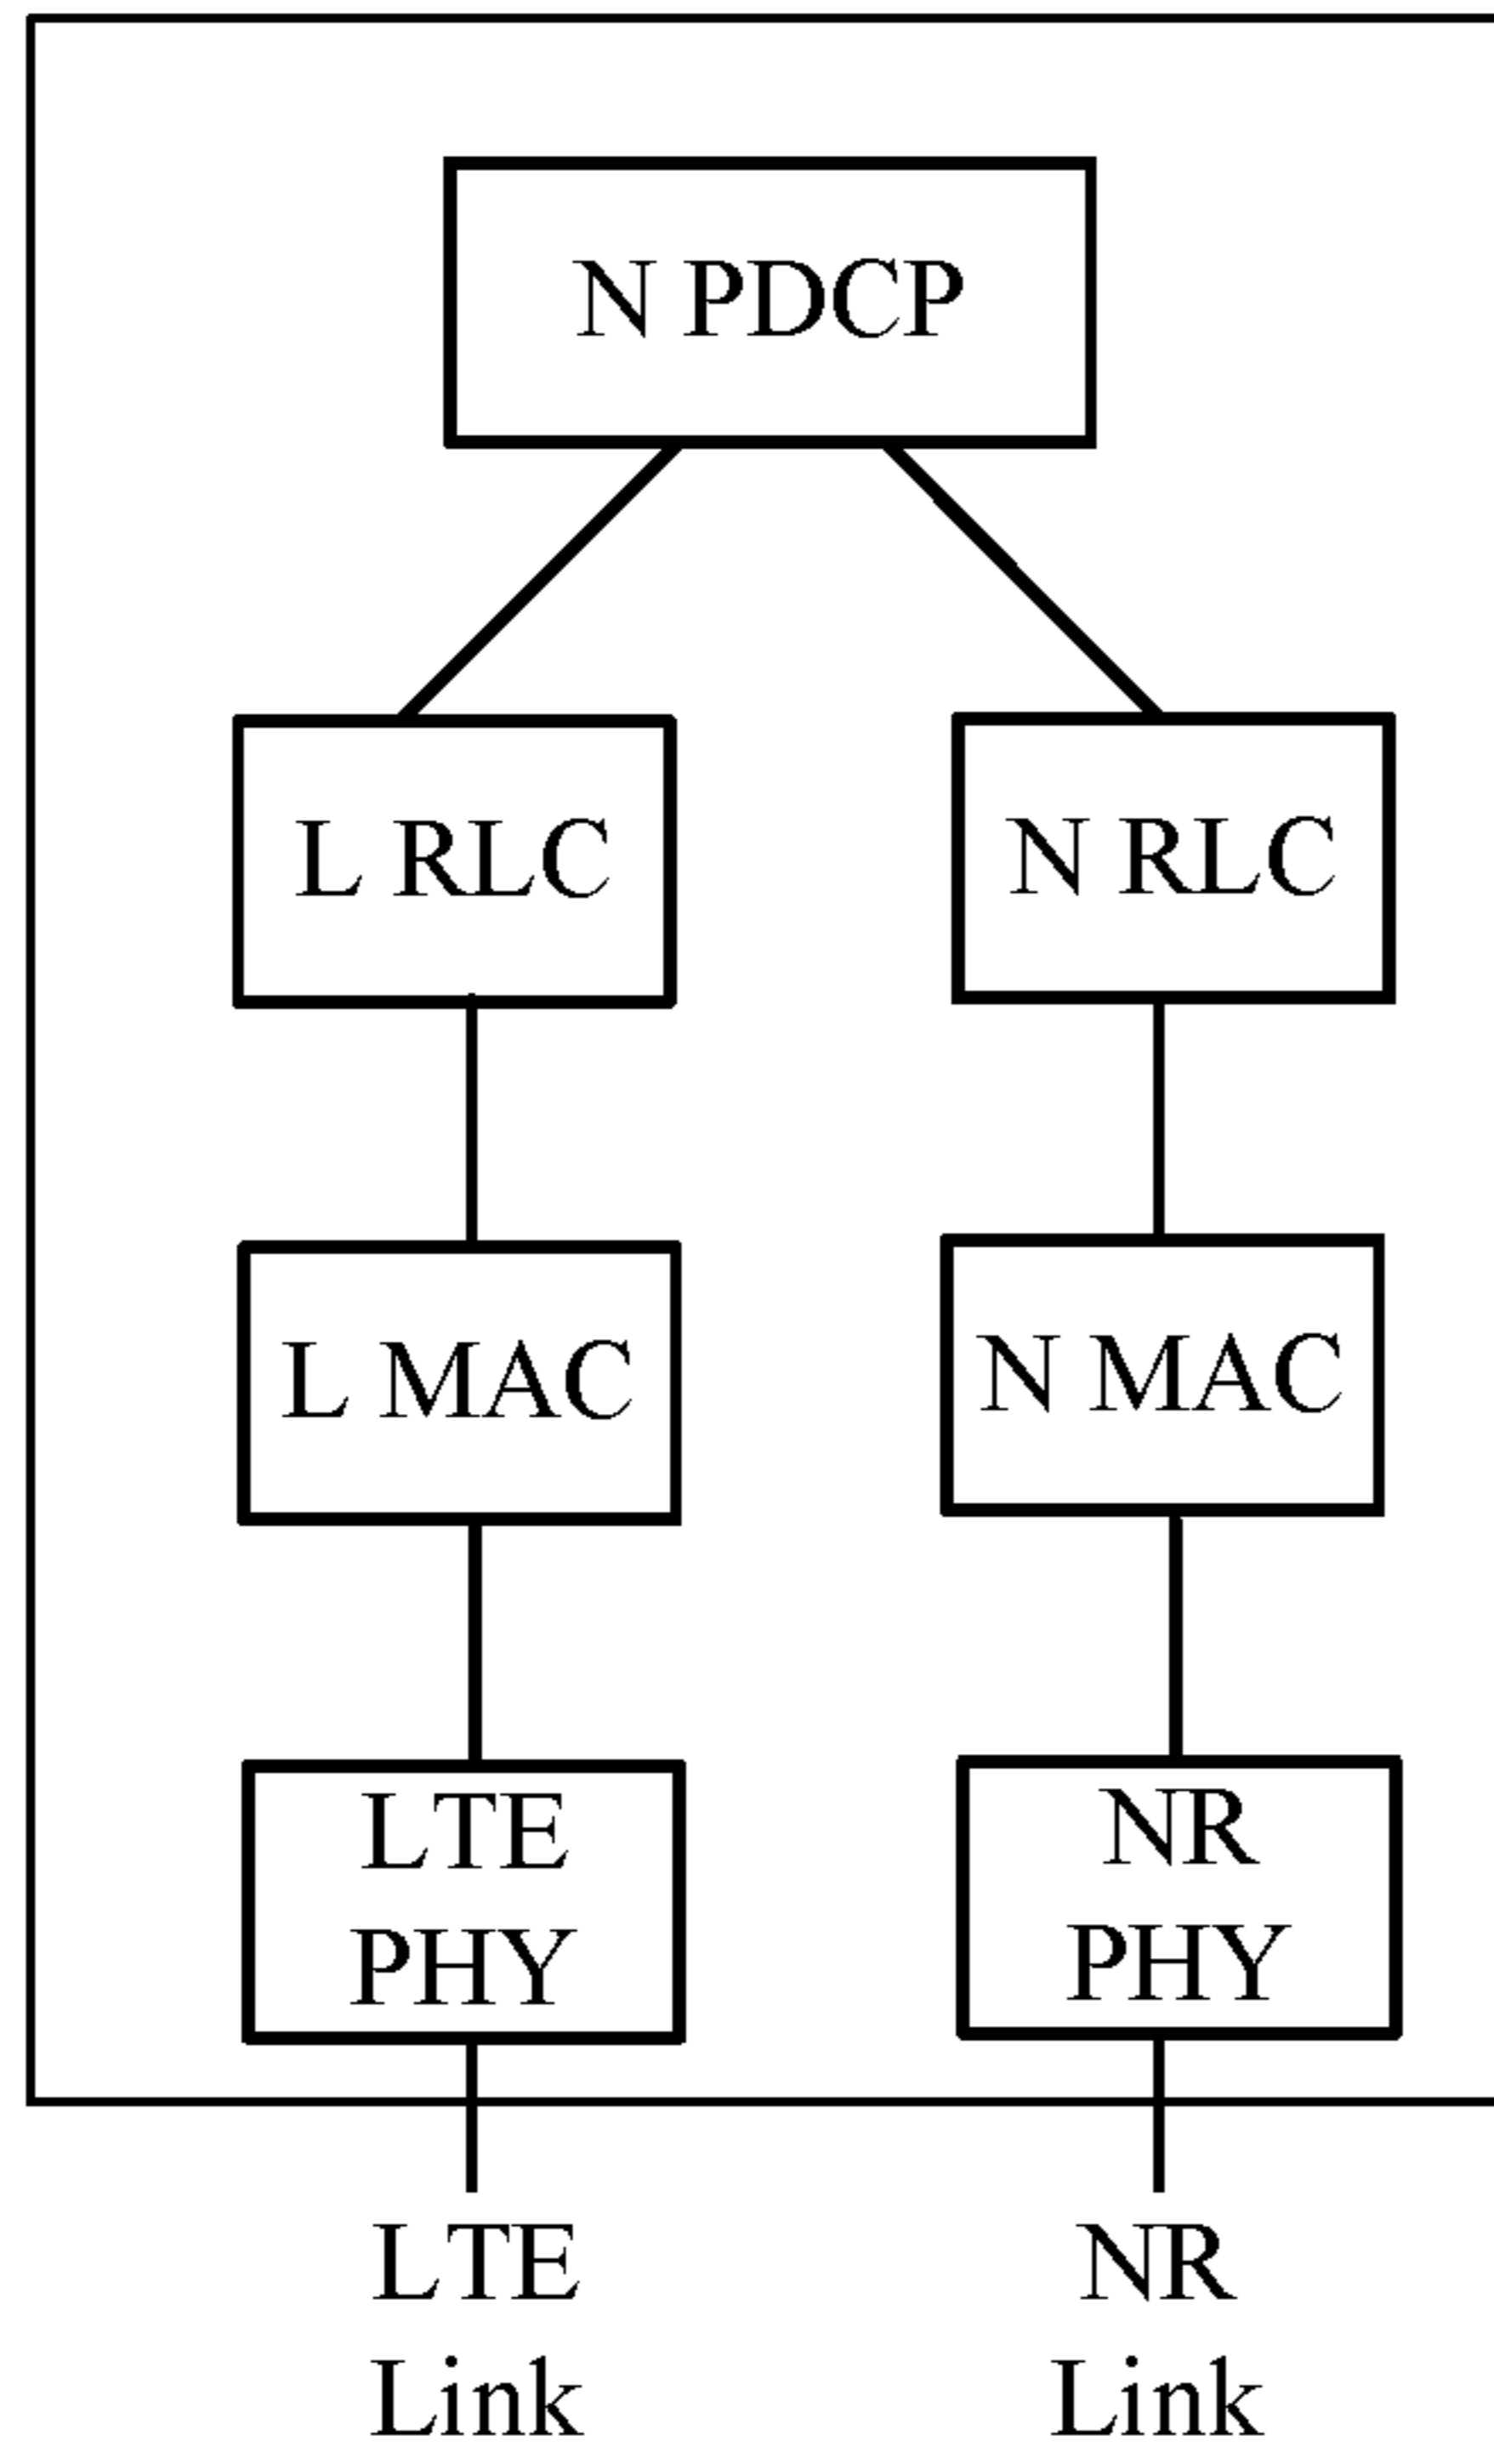 N PDCP
L RLC
N RLC
L MAC
N MAC
LTE
PHY
NR
PHY
LTE
Link
NR
Link